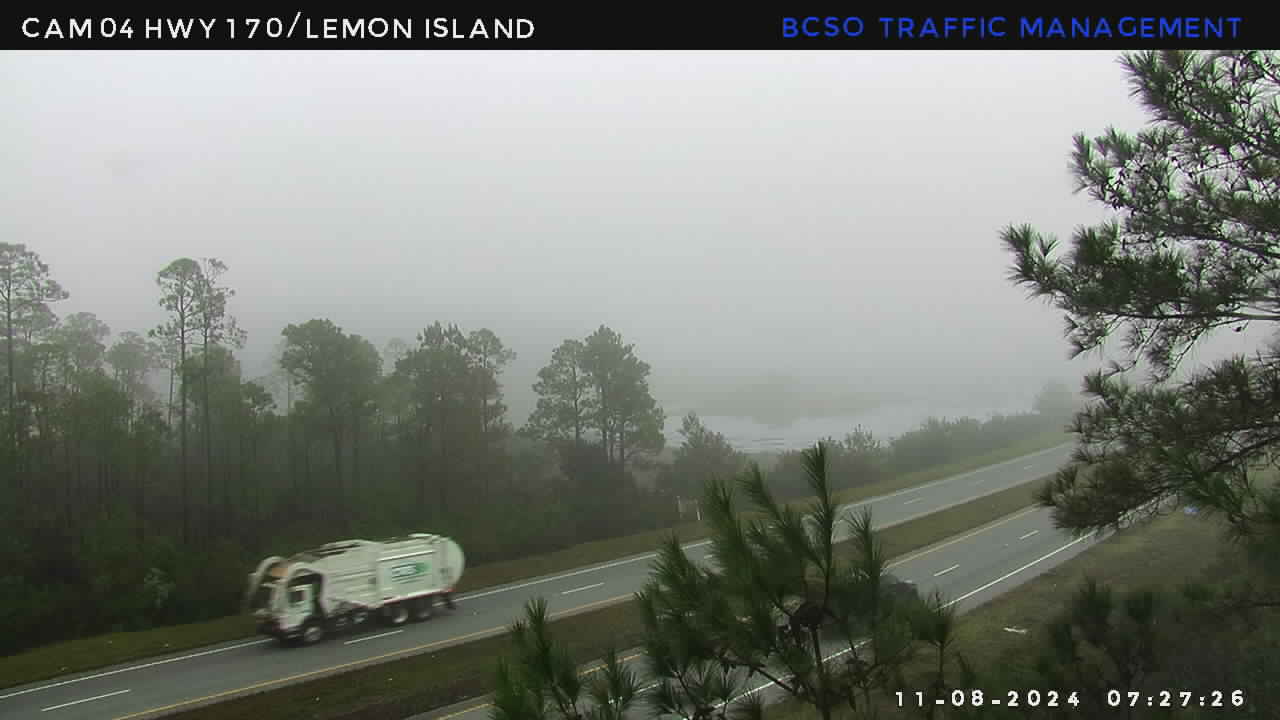 CAM04 HWY 170/LEMON ISLAND
BCSO TRAFFIC MANAGEMENT
11-08-2024 07:27:26